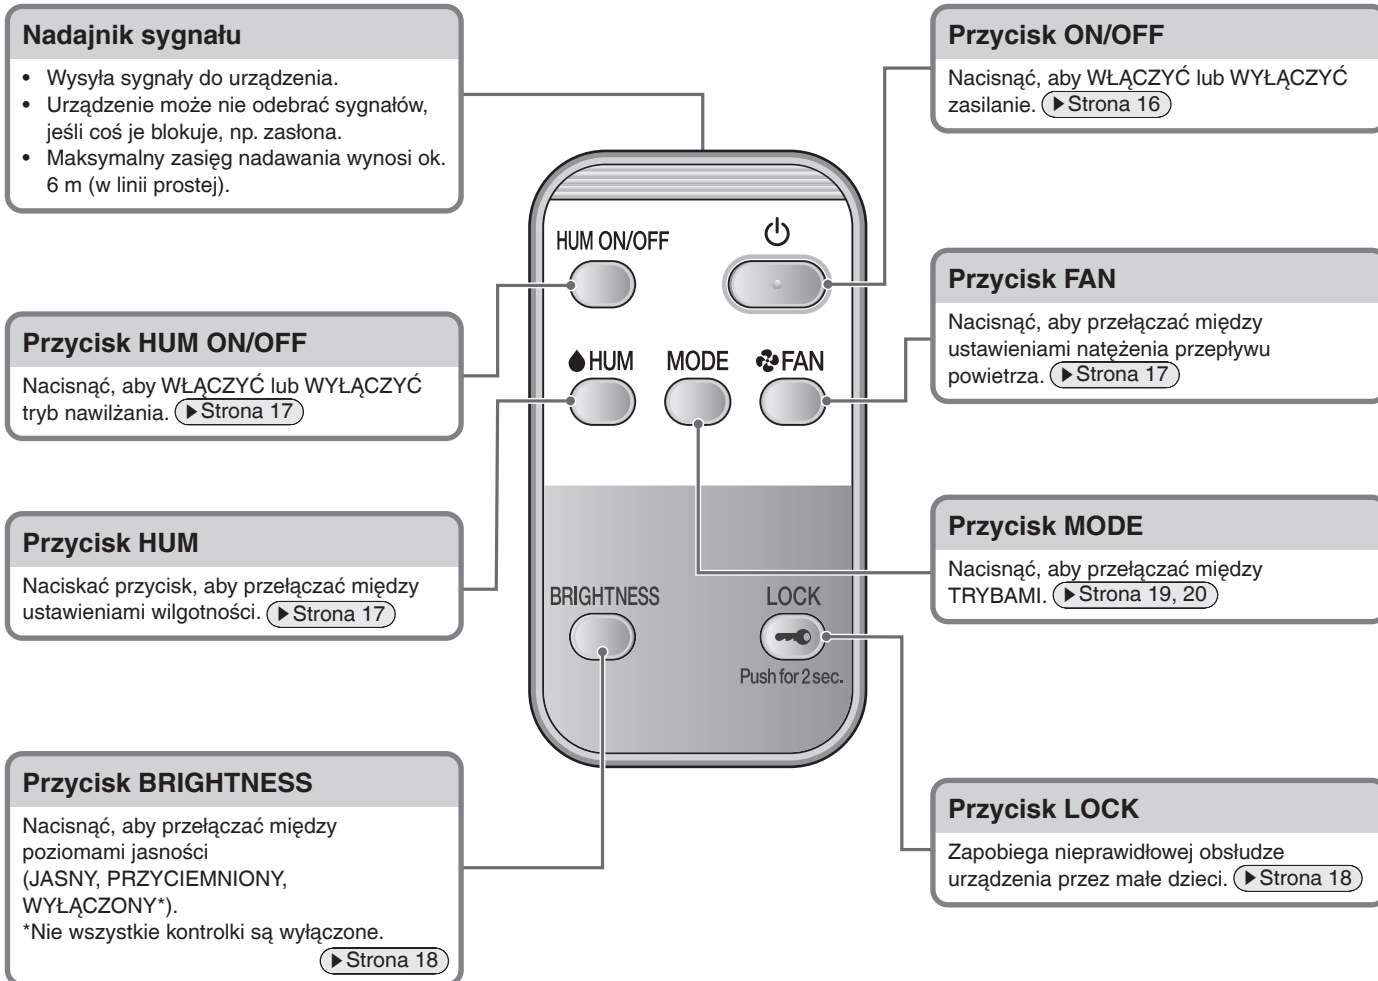 Nadajnik sygnału
• Wysyła sygnały do urządzenia.
• Urządzenie może nie odebrać sygnałów,
jeśli coś je blokuje, np. zasłona.
• Maksymalny zasięg nadawania wynosi ok.
6 m (w linii prostej).
Przycisk HUM ON/OFF
Nacisnąć, aby WŁĄCZYĆ lub WYŁĄCZYĆ
tryb nawilżania. ▶Strona 17
Przycisk HUM
Naciskać przycisk, aby przełączać między
ustawieniami wilgotności. ▶Strona 17
Przycisk BRIGHTNESS
Nacisnąć, aby przełączać między
poziomami jasności
(JASNY, PRZYCIEMNIONY,
WYŁĄCZONY*).
*Nie wszystkie kontrolki są wyłączone.
▶Strona 18
HUM ON/OFF
HUM MODE FAN
BRIGHTNESS LOCK
Push for 2 sec.
Przycisk ON/OFF
Nacisnąć, aby WŁĄCZYĆ lub WYŁĄCZYĆ
zasilanie. ▶Strona 16
Przycisk FAN
Nacisnąć, aby przełączać między
ustawieniami natężenia przepływu
powietrza. ▶Strona 17
Przycisk MODE
Nacisnąć, aby przełączać między
TRYBAMI. ▶Strona 19, 20
Przycisk LOCK
Zapobiega nieprawidłowej obsłudze
urządzenia przez małe dzieci. ▶Strona 18